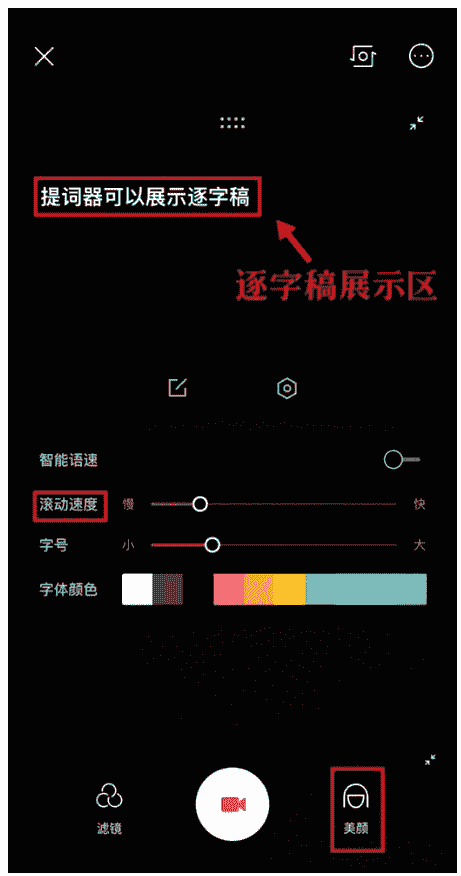 提词器可以展示逐字稿
逐字稿展示区
智能语速
滚动速度 慢 快
字号 小 大
字体颜色
滤镜 美颜